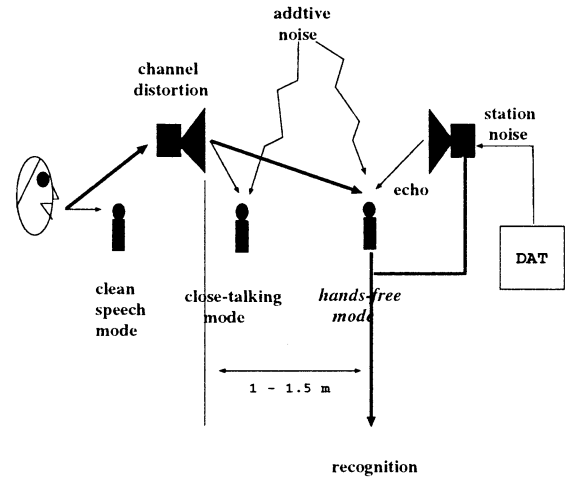 addtive
noise
channel
distortion
station
noise
echo
DAT
clean
speech
mode
close-talking
mode
hands-free
mode
1 - 1.5 m
recognition